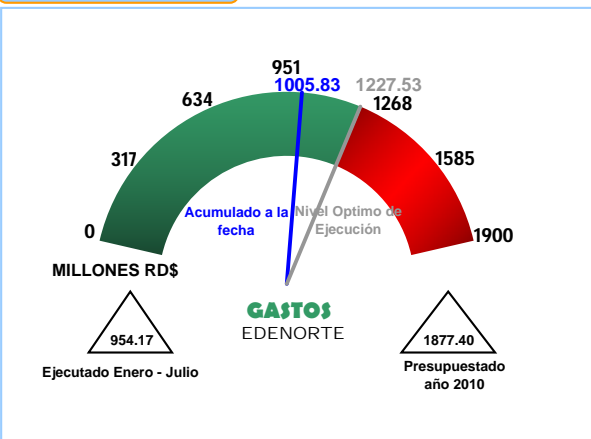 951
1005.83
1227.53
634
1268
317
1585
Acumulado a la
fecha
Nivel Optimo de
Ejecución
0
1900
MILLONES RD$
GASTOS
EDENORTE
954.17
1877.40
Ejecutado Enero - Julio
Presupuestado
año 2010